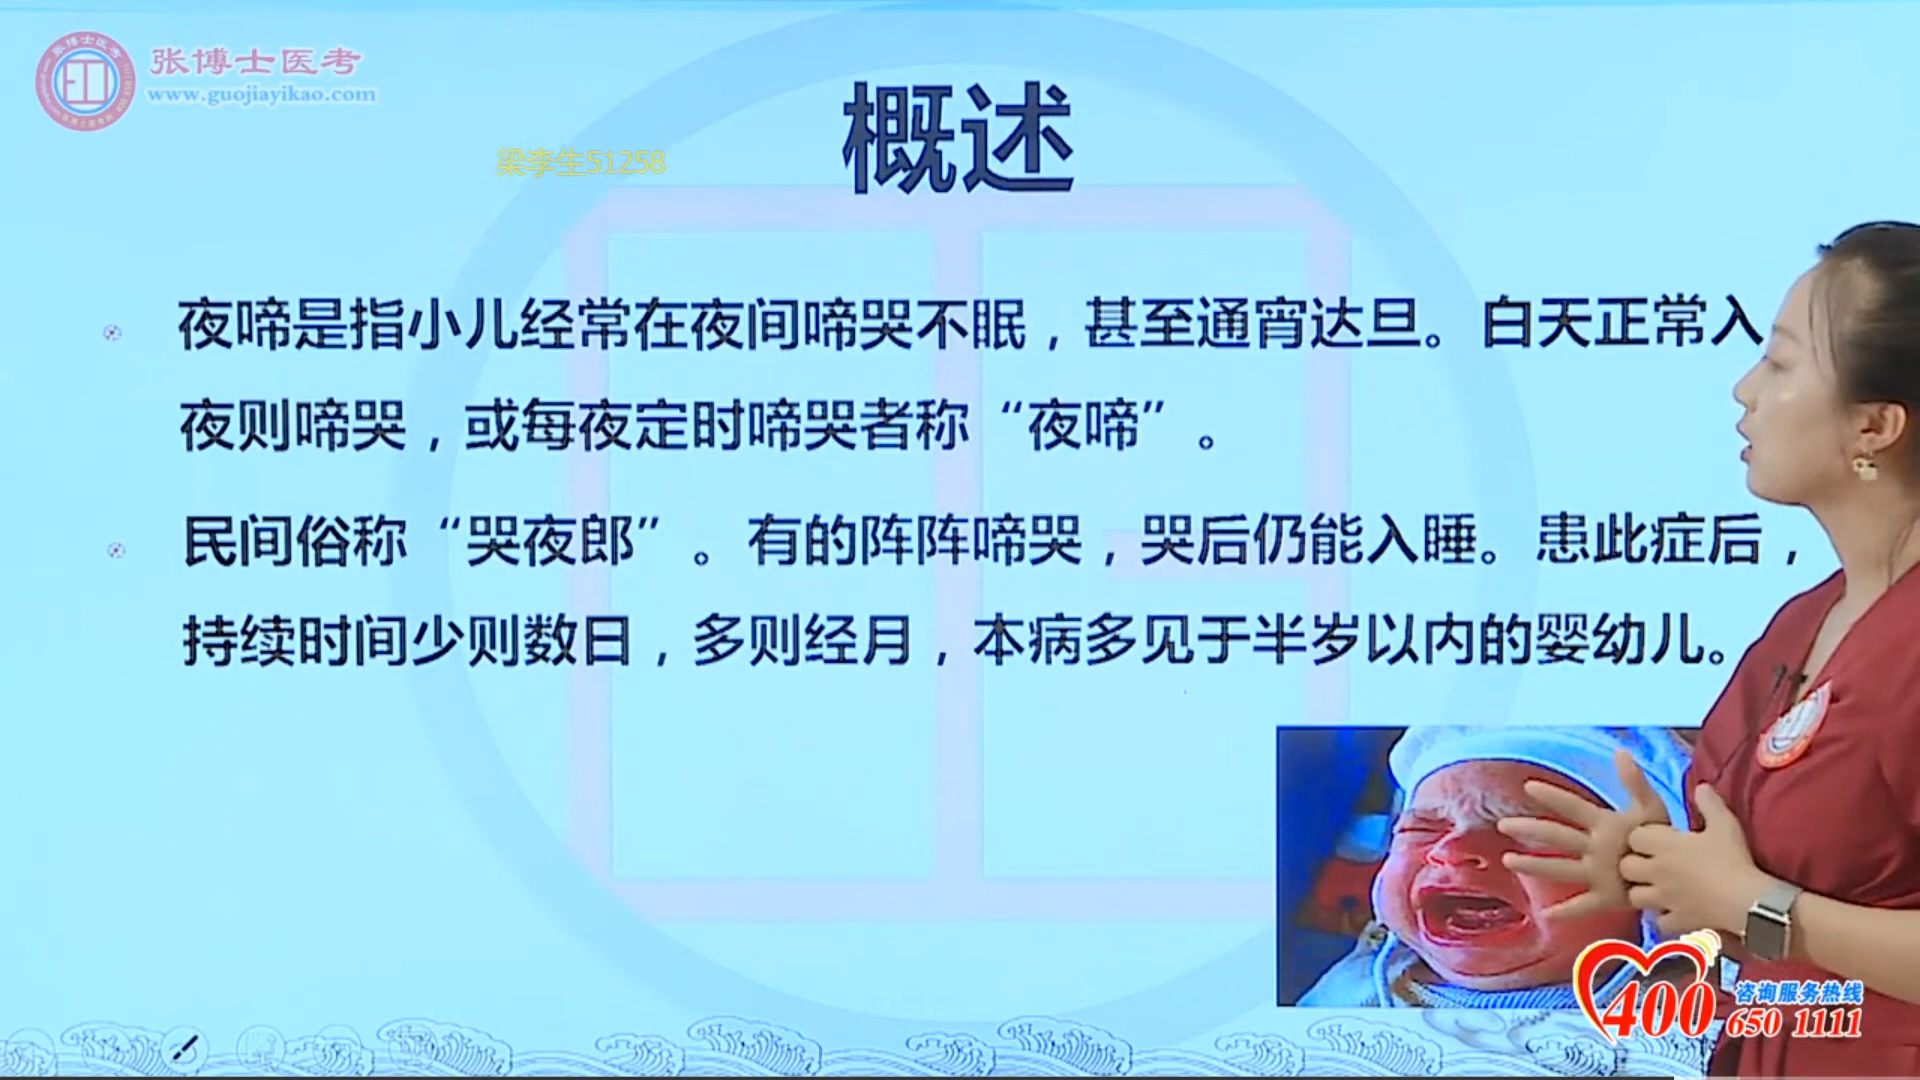 张博士医考
www.guojiayikao.com
概述
梁李生51258
夜啼是指小儿经常在夜间啼哭不眠，甚至通宵达旦。白天正常入
夜则啼哭，或每夜定时啼哭者称“夜啼”。
民间俗称“哭夜郎”。有的阵阵啼哭，哭后仍能入睡。患此症后，
持续时间少则数日，多则经月，本病多见于半岁以内的婴幼儿。
400 咨询服务热线
650 1111